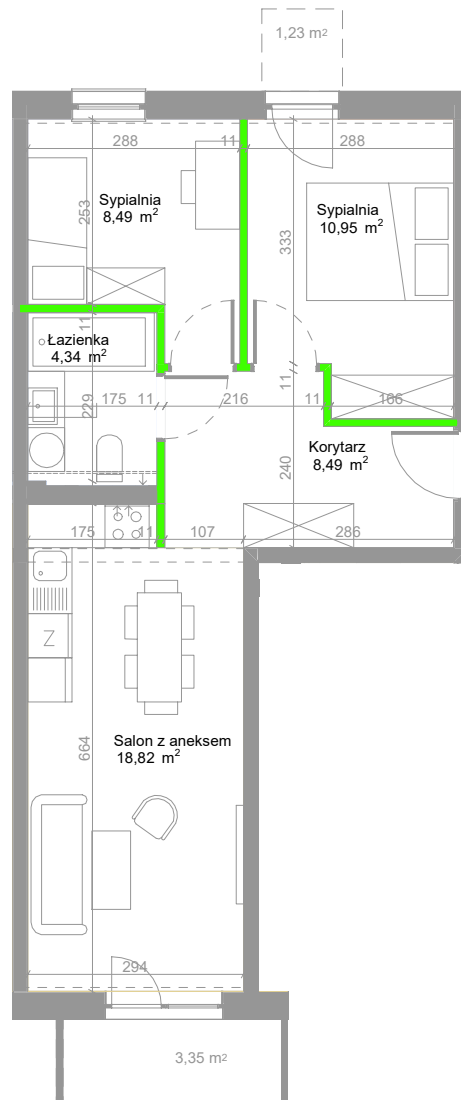 1,23 m²
288
11
288
Sypialnia
8,49 m²
253
Sypialnia
10,95 m²
333
Łazienka
4,34 m²
11
11
175
11
216
11
166
229
Korytarz
8,49 m²
240
175
11
107
286
Z
Salon z aneksem
18,82 m²
664
294
3,35 m²